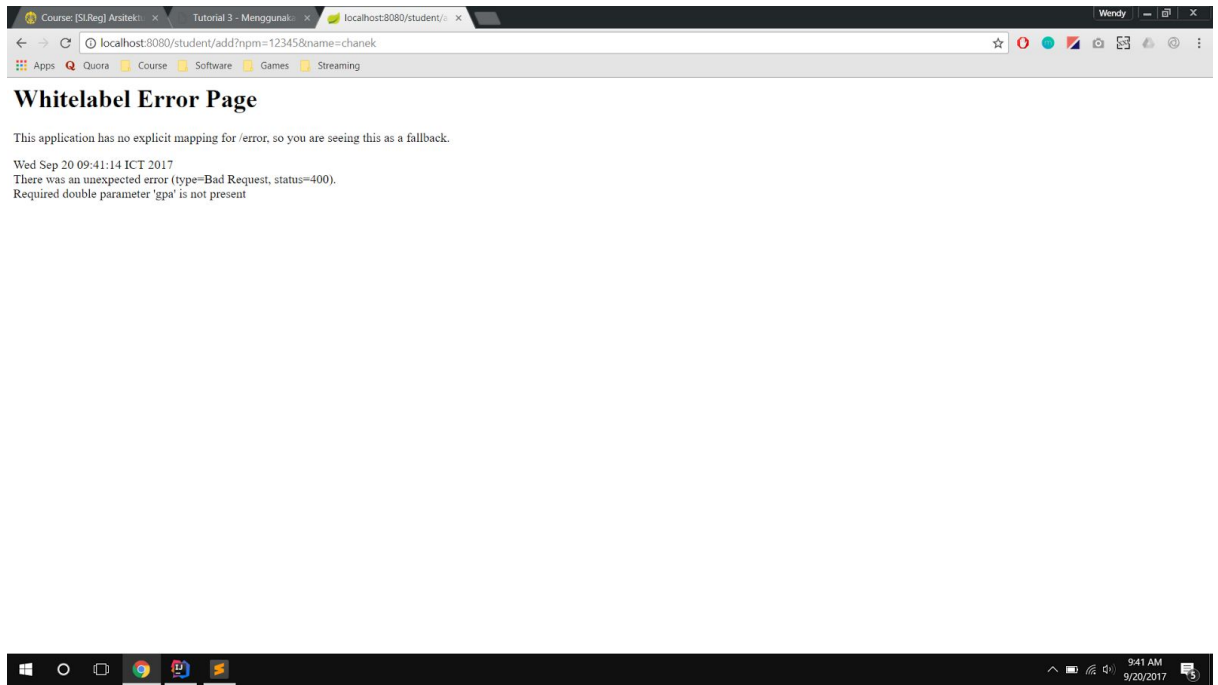 Course: [SI.Reg] Arsitektu
Tutorial 3 - Menggunaka
localhost:8080/student/a
Wendy
localhost:8080/student/add?npm=12345&name=chanek
Apps
Quora
Course
Software
Games
Streaming
Whitelabel Error Page
This application has no explicit mapping for /error, so you are seeing this as a fallback.
Wed Sep 20 09:41:14 ICT 2017
There was an unexpected error (type=Bad Request, status=400).
Required double parameter 'gpa' is not present
9:41 AM
9/20/2017
5